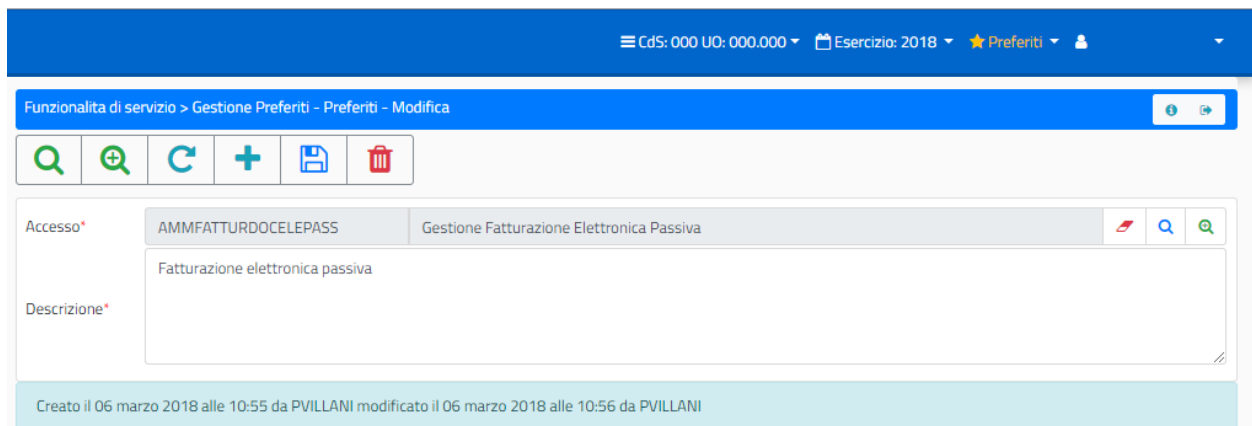 CdS: 000 UO: 000.000 Esercizio: 2018 Preferiti
Funzionalita di servizio > Gestione Preferiti - Preferiti - Modifica
Accesso* AMMFATTURDOCELEPASS Gestione Fatturazione Elettronica Passiva
Fatturazione elettronica passiva
Descrizione*
Creato il 06 marzo 2018 alle 10:55 da PVILLANI modificato il 06 marzo 2018 alle 10:56 da PVILLANI